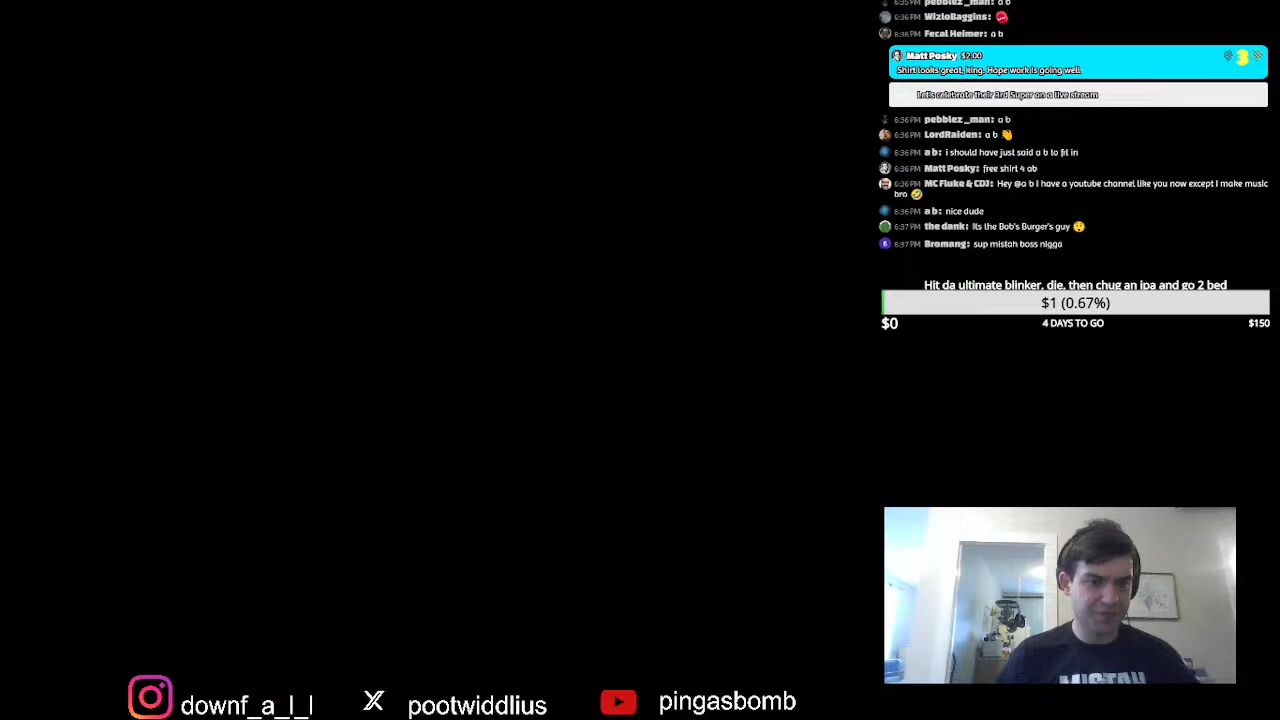 6:35 PM pebblez_man: a b
6:36 PM WizloBaggins:
6:36 PM Fecal Heimer: a b
Matt Posky $2.00
3
Shirt looks great, king. Hope work is going well.
Let's celebrate their 3rd Super on a live stream
6:36 PM pebblez_man: a b
6:36 PM LordRaiden: a b 👏
6:36 PM a b: i should have just said a b to fit in
6:36 PM Matt Posky: free shirt 4 ab
6:36 PM MC Fluke & CDJ: Hey @a b I have a youtube channel like you now except I make music
bro 🤣
6:36 PM a b: nice dude
6:37 PM the dank: Its the Bob's Burger's guy 😲
B 6:37 PM Bromang: sup mistah boss nigga
Hit da ultimate blinker, die, then chug an ipa and go 2 bed
$1 (0.67%)
$0 4 DAYS TO GO $150
MISTAH
downf_a_l_l X pootwiddlius pingasbomb